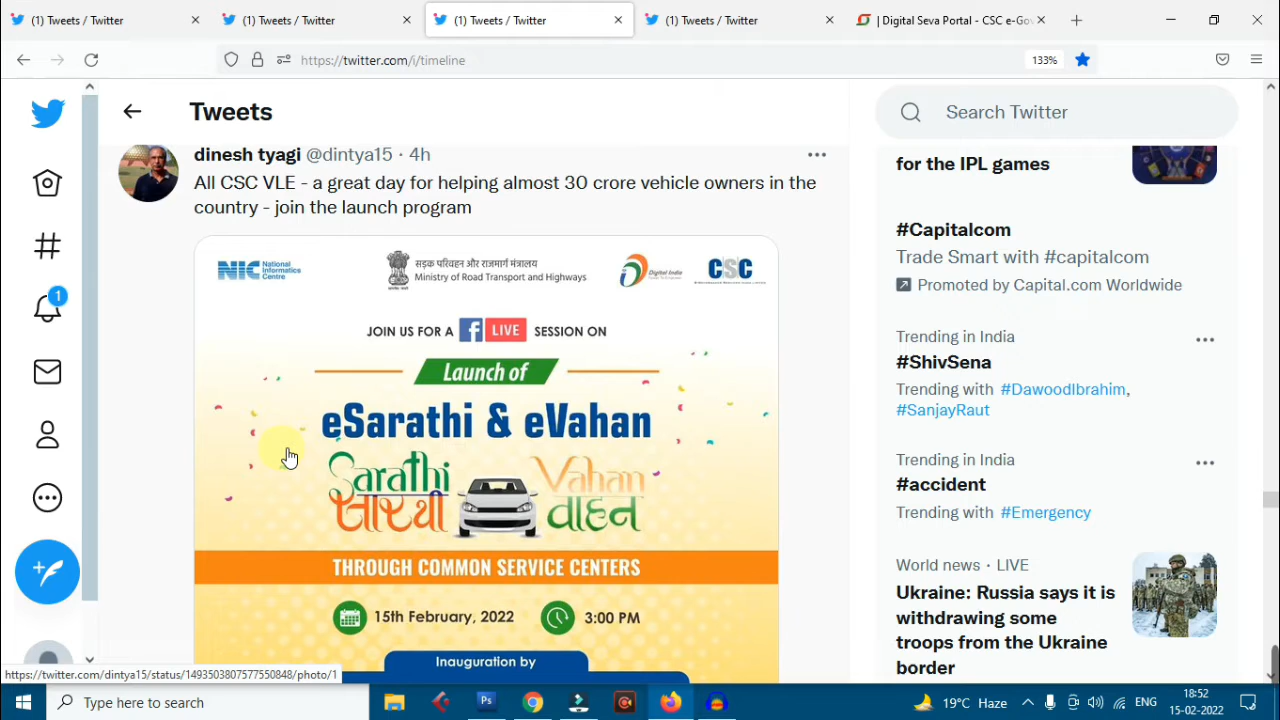 (1) Tweets / Twitter
(1) Tweets / Twitter
(1) Tweets / Twitter
(1) Tweets / Twitter
| Digital Seva Portal - CSC e-Gov
https://twitter.com/i/timeline
133%
Tweets
Search Twitter
dinesh tyagi @dintya15 · 4h
All CSC VLE - a great day for helping almost 30 crore vehicle owners in the
country - join the launch program
NIC National
Informatics
Centre
सड़क परिवहन और राजमार्ग मंत्रालय
Ministry of Road Transport and Highways
Digital India
CSC
JOIN US FOR A f LIVE SESSION ON
Launch of
eSarathi & eVahan
Sarathi
सारथी
Vahan
वाहन
THROUGH COMMON SERVICE CENTERS
15th February, 2022
3:00 PM
Inauguration by
for the IPL games
#Capitalcom
Trade Smart with #capitalcom
Promoted by Capital.com Worldwide
Trending in India
#ShivSena
Trending with #DawoodIbrahim,
#SanjayRaut
Trending in India
#accident
Trending with #Emergency
World news · LIVE
Ukraine: Russia says it is
withdrawing some
troops from the Ukraine
border
1
https://twitter.com/dintya15/status/1493503807577550848/photo/1
Type here to search
Ps
19°C Haze
ENG
18:52
15-02-2022